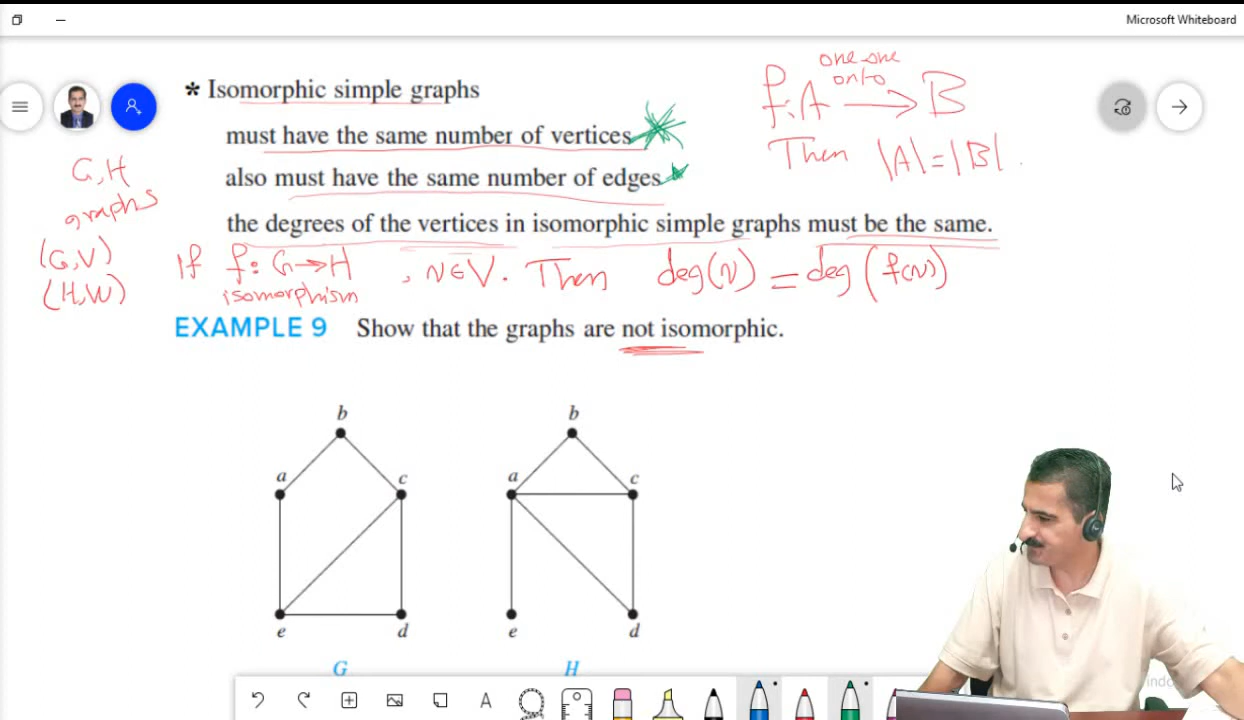 Microsoft Whiteboard
* Isomorphic simple graphs
must have the same number of vertices
also must have the same number of edges
the degrees of the vertices in isomorphic simple graphs must be the same.
f: A one-one onto → B
Then |A| = |B|.
G, H
graphs
(G,V)
(H,W)
If f: G → H , v ∈ V. Then deg(v) = deg(f(v))
isomorphism
EXAMPLE 9 Show that the graphs are not isomorphic.
b b
a c a c
e d e d
G H
A